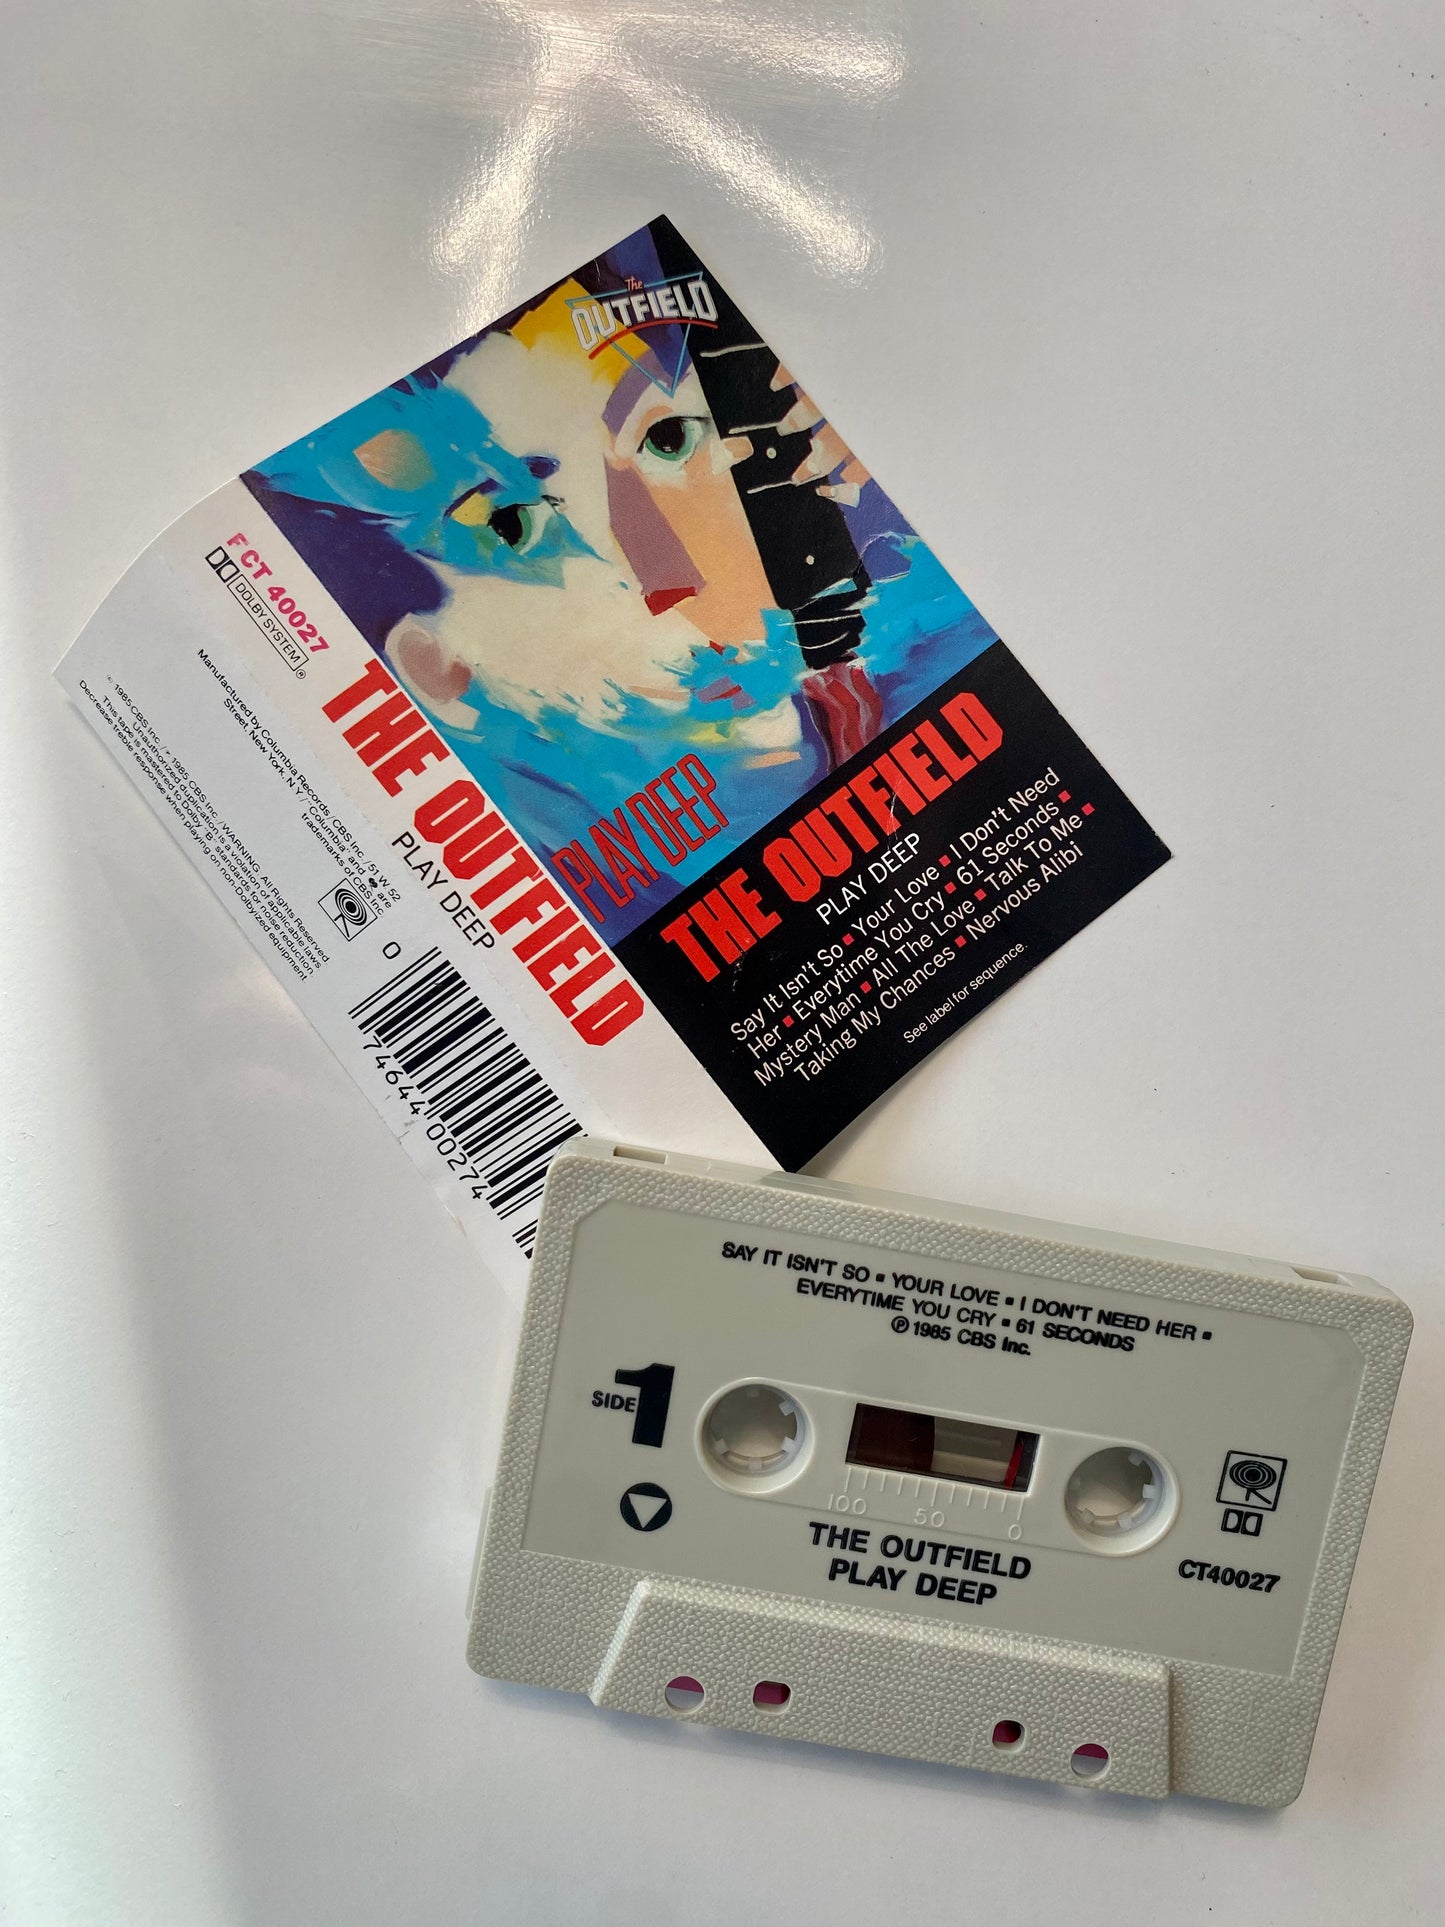 The
OUTFIELD
PLAY DEEP
THE OUTFIELD
PLAY DEEP
Say It Isn't So ▪ Your Love ▪ I Don't Need
Her ▪ Everytime You Cry ▪ 61 Seconds ▪
Mystery Man ▪ All The Love ▪ Talk To Me ▪
Taking My Chances ▪ Nervous Alibi
See label for sequence.
FCT 40027
DOLBY SYSTEM ®
THE OUTFIELD
PLAY DEEP
Manufactured by Columbia Records/CBS Inc./51 W. 52
Street, New York, N.Y./"Columbia" and are
trademarks of CBS Inc.
© 1985 CBS Inc./℗ 1985 CBS Inc./WARNING: All Rights Reserved.
Unauthorized duplication is a violation of applicable laws.
This tape is mastered to Dolby "B" standards for noise reduction.
Decrease treble response when playing on non-Dolbyized equipment.
0 74644 00274
SAY IT ISN'T SO ▪ YOUR LOVE ▪ I DON'T NEED HER ▪
EVERYTIME YOU CRY ▪ 61 SECONDS
℗ 1985 CBS Inc.
SIDE 1
100 50 0
THE OUTFIELD
PLAY DEEP
CT40027